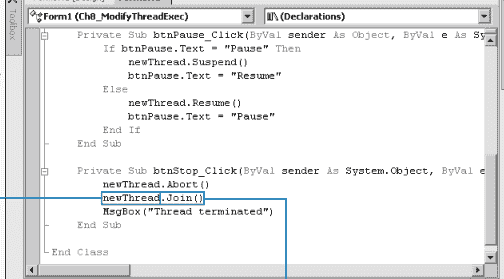 Form1 (Ch8_ModifyThreadExec)
(Declarations)
Toolbox
Private Sub btnPause_Click(ByVal sender As Object, ByVal e As Sy
If btnPause.Text = "Pause" Then
newThread.Suspend()
btnPause.Text = "Resume"
Else
newThread.Resume()
btnPause.Text = "Pause"
End If
End Sub
Private Sub btnStop_Click(ByVal sender As System.Object, ByVal e
newThread.Abort()
newThread.Join()
MsgBox("Thread terminated")
End Sub
End Class